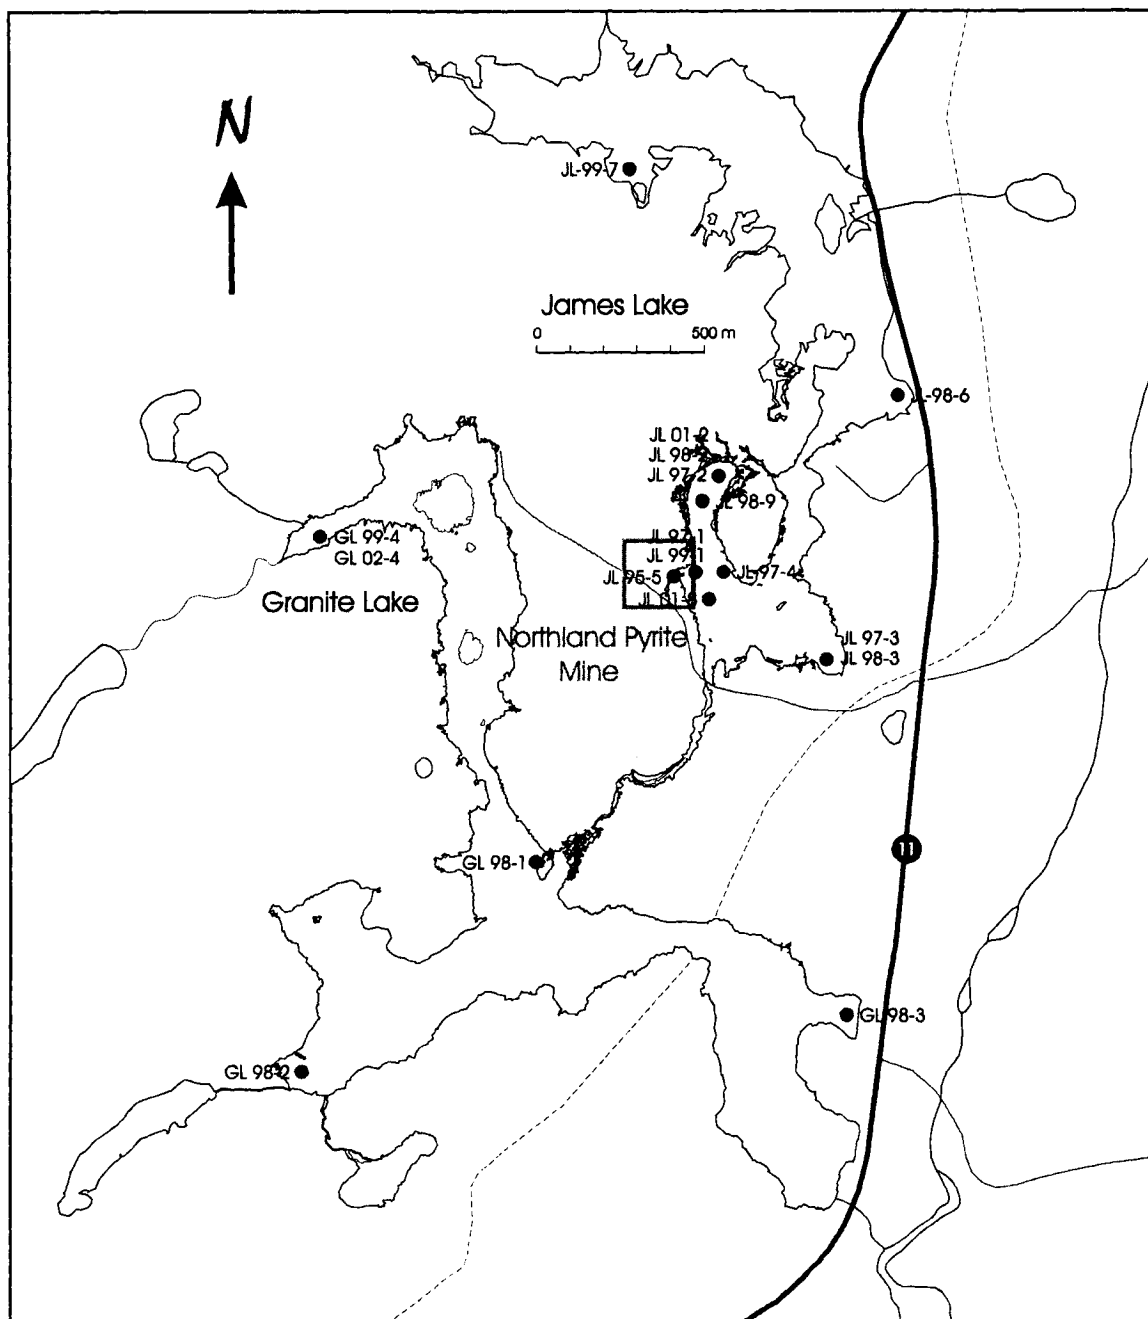 N
JL-99-7
James Lake
0 500 m
JL-98-6
JL 01-2
JL 98-2
JL 97-2
JL 98-9
JL 97-1
JL 99-1
JL 95-5
JL 97-4
GL 99-4
GL 02-4
Granite Lake
Northland Pyrite
Mine
JL 97-3
JL 98-3
11
GL 98-1
GL 98-3
GL 98-2